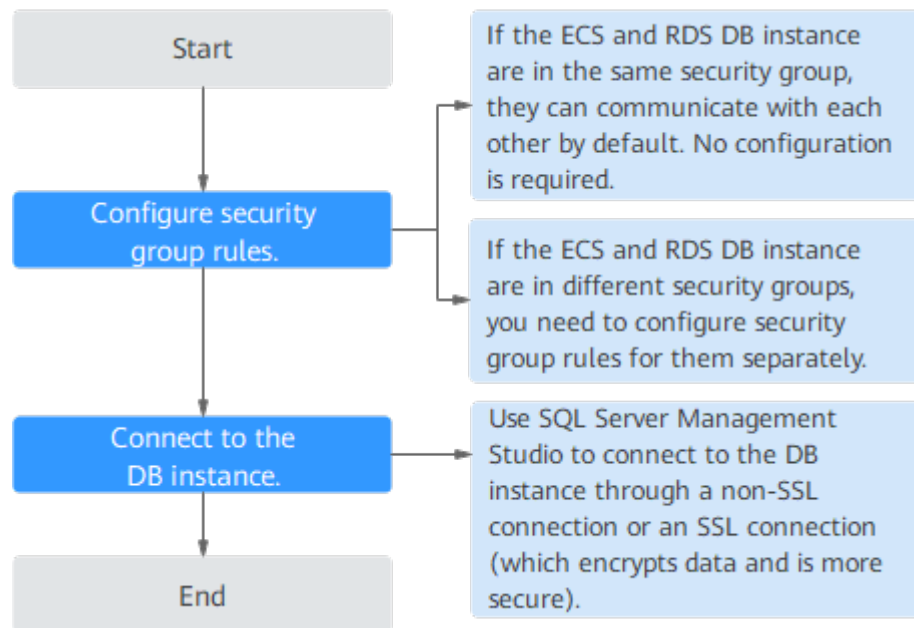 Start
If the ECS and RDS DB instance
are in the same security group,
they can communicate with each
other by default. No configuration
is required.
Configure security
group rules.
If the ECS and RDS DB instance
are in different security groups,
you need to configure security
group rules for them separately.
Connect to the
DB instance.
Use SQL Server Management
Studio to connect to the DB
instance through a non-SSL
connection or an SSL connection
(which encrypts data and is more
secure).
End